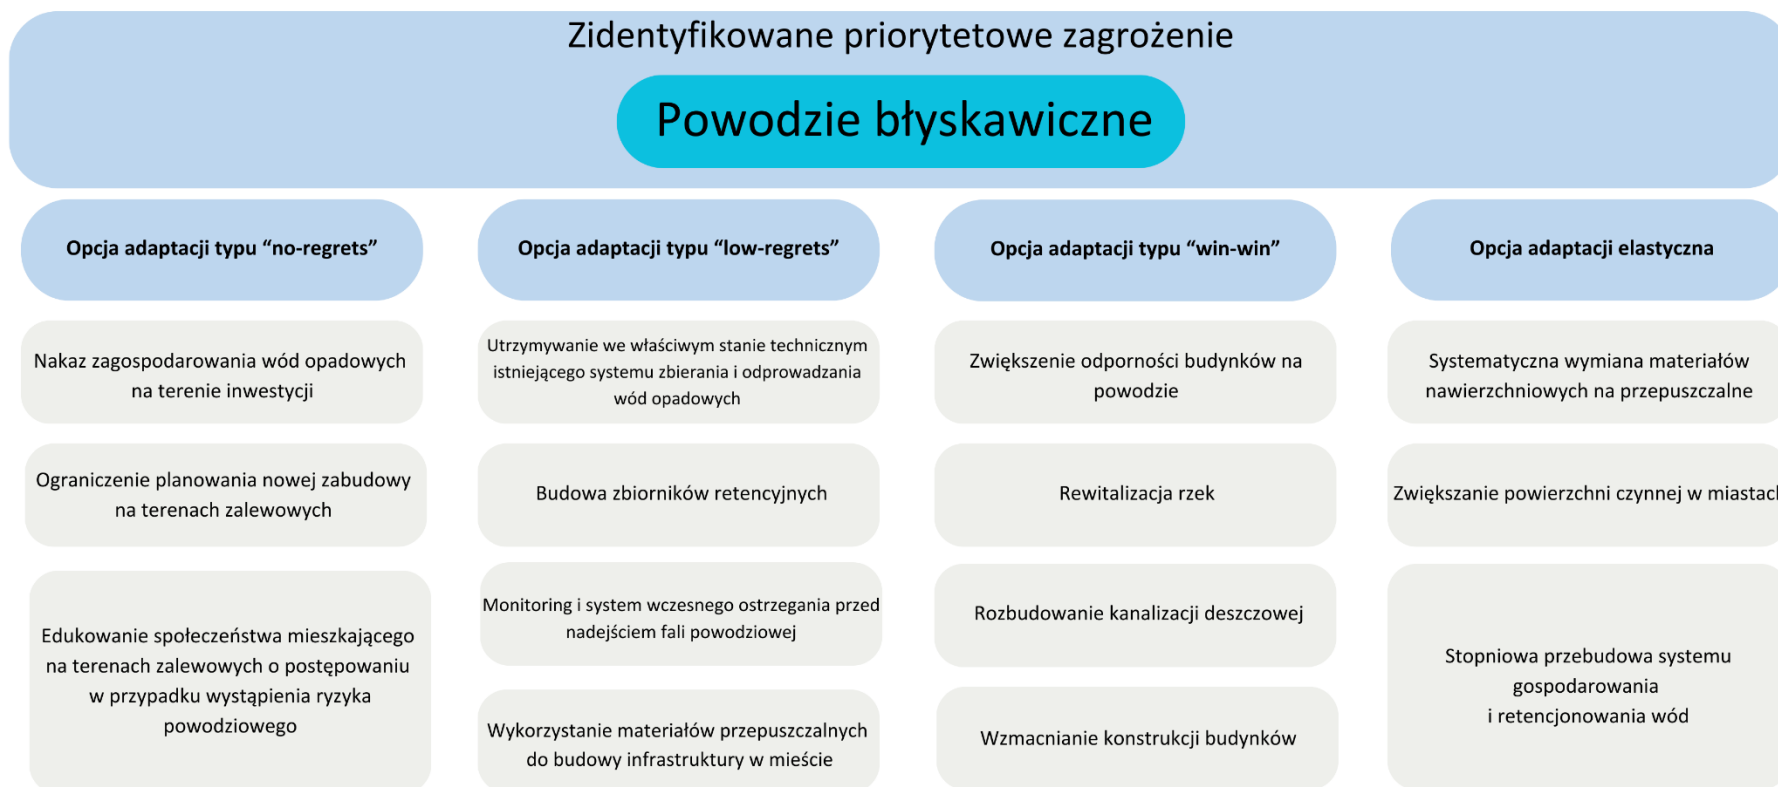 Zidentyfikowane priorytetowe zagrożenie
Powodzie błyskawiczne
Opcja adaptacji typu “no-regrets”
Nakaz zagospodarowania wód opadowych
na terenie inwestycji
Ograniczenie planowania nowej zabudowy
na terenach zalewowych
Edukowanie społeczeństwa mieszkającego
na terenach zalewowych o postępowaniu
w przypadku wystąpienia ryzyka
powodziowego
Opcja adaptacji typu “low-regrets”
Utrzymywanie we właściwym stanie technicznym
istniejącego systemu zbierania i odprowadzania
wód opadowych
Budowa zbiorników retencyjnych
Monitoring i system wczesnego ostrzegania przed
nadejściem fali powodziowej
Wykorzystanie materiałów przepuszczalnych
do budowy infrastruktury w mieście
Opcja adaptacji typu “win-win”
Zwiększenie odporności budynków na
powodzie
Rewitalizacja rzek
Rozbudowanie kanalizacji deszczowej
Wzmacnianie konstrukcji budynków
Opcja adaptacji elastyczna
Systematyczna wymiana materiałów
nawierzchniowych na przepuszczalne
Zwiększanie powierzchni czynnej w miastach
Stopniowa przebudowa systemu
gospodarowania
i retencjonowania wód